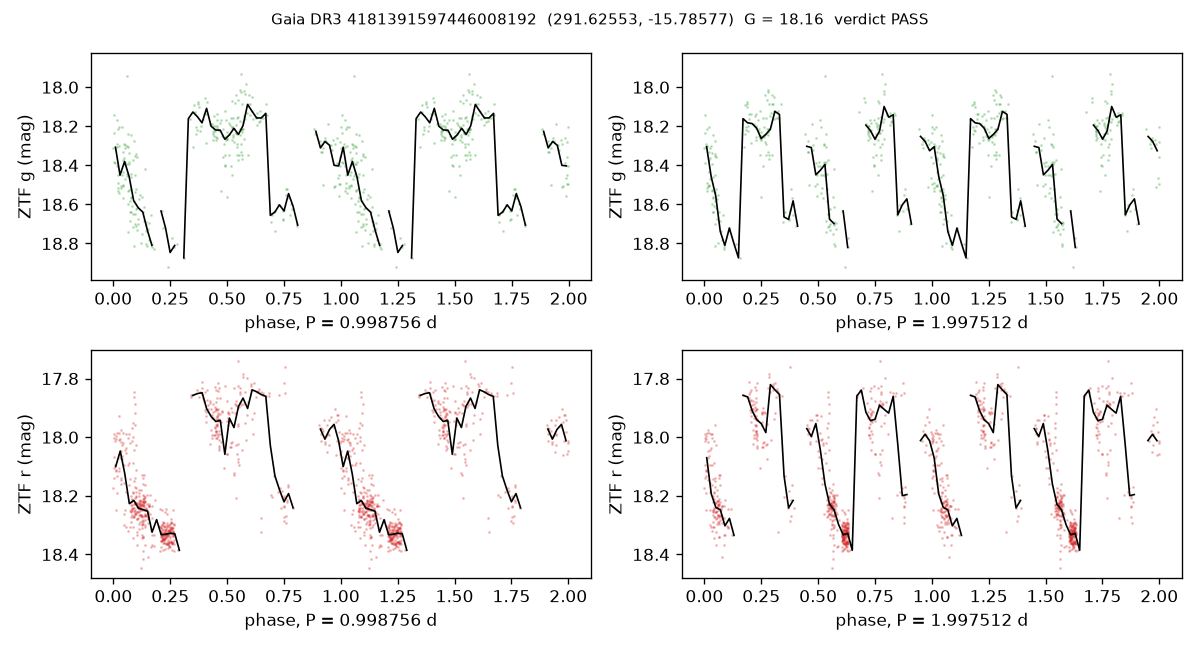 Gaia DR3 4181391597446008192 (291.62553, -15.78577) G = 18.16 verdict PASS
ZTF g (mag)
18.0
18.2
18.4
18.6
18.8
0.00 0.25 0.50 0.75 1.00 1.25 1.50 1.75 2.00
phase, P = 0.998756 d
ZTF g (mag)
18.0
18.2
18.4
18.6
18.8
0.00 0.25 0.50 0.75 1.00 1.25 1.50 1.75 2.00
phase, P = 1.997512 d
ZTF r (mag)
17.8
18.0
18.2
18.4
0.00 0.25 0.50 0.75 1.00 1.25 1.50 1.75 2.00
phase, P = 0.998756 d
ZTF r (mag)
17.8
18.0
18.2
18.4
0.00 0.25 0.50 0.75 1.00 1.25 1.50 1.75 2.00
phase, P = 1.997512 d